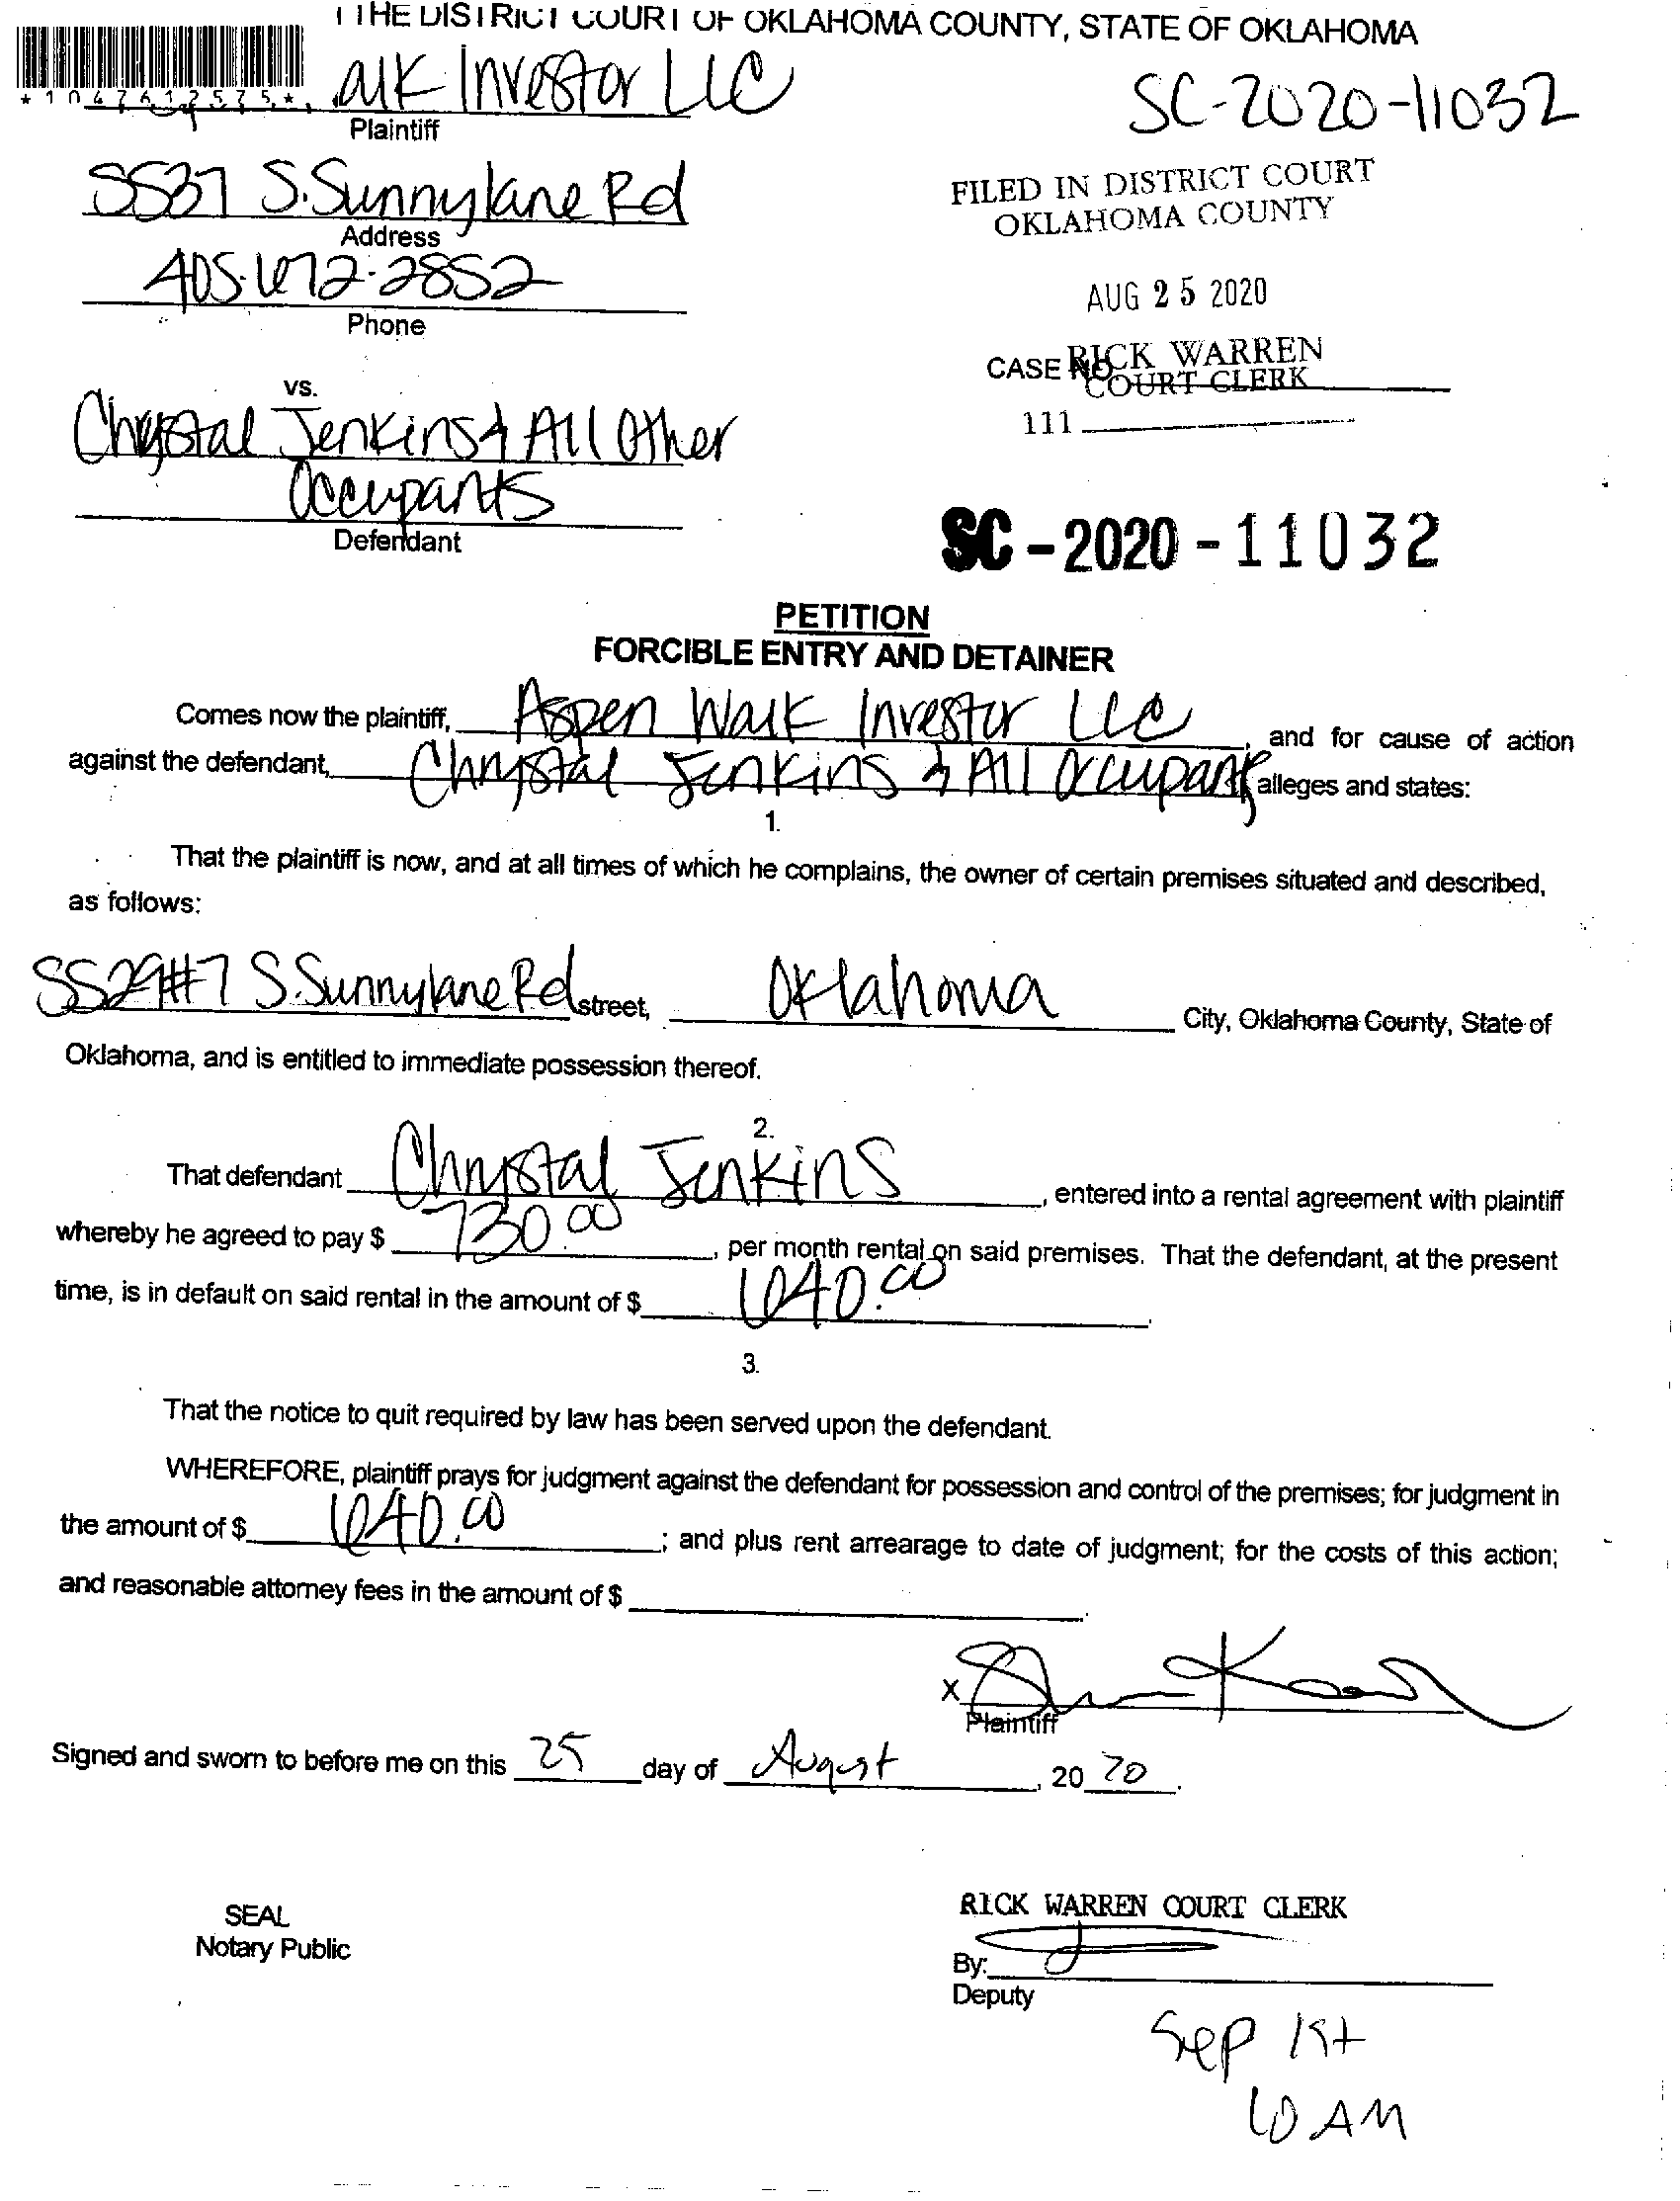 THE DISTRICT COURT OF OKLAHOMA COUNTY, STATE OF OKLAHOMA
alk Investor LLC
Plaintiff
SC-2020-11032
5537 S. Sunnylane Rd
Address
FILED IN DISTRICT COURT
OKLAHOMA COUNTY
405-672-2852
Phone
AUG 25 2020
RICK WARREN
CASE NO.
COURT CLERK
111
vs.
Chrystal Jenkins & All Other
Occupants
Defendant
SC-2020-11032
PETITION
FORCIBLE ENTRY AND DETAINER
Comes now the plaintiff, Aspen Walk Investor LLC, and for cause of action
against the defendant, Chrystal Jenkins & All Occupants alleges and states:
1.
That the plaintiff is now, and at all times of which he complains, the owner of certain premises situated and described,
as follows:
5529#7 S. Sunnylane Rd street, Oklahoma City, Oklahoma County, State of
Oklahoma, and is entitled to immediate possession thereof.
2.
That defendant Chrystal Jenkins, entered into a rental agreement with plaintiff
whereby he agreed to pay $ 730.00, per month rental on said premises. That the defendant, at the present
time, is in default on said rental in the amount of $
3.
That the notice to quit required by law has been served upon the defendant.
WHEREFORE, plaintiff prays for judgment against the defendant for possession and control of the premises; for judgment in
the amount of $ ; and plus rent arrearage to date of judgment; for the costs of this action;
and reasonable attorney fees in the amount of $
X
Plaintiff
Signed and sworn to before me on this 25 day of August, 20 20.
SEAL
Notary Public
RICK WARREN COURT CLERK
By:
Deputy
Sep 1st
10 AM